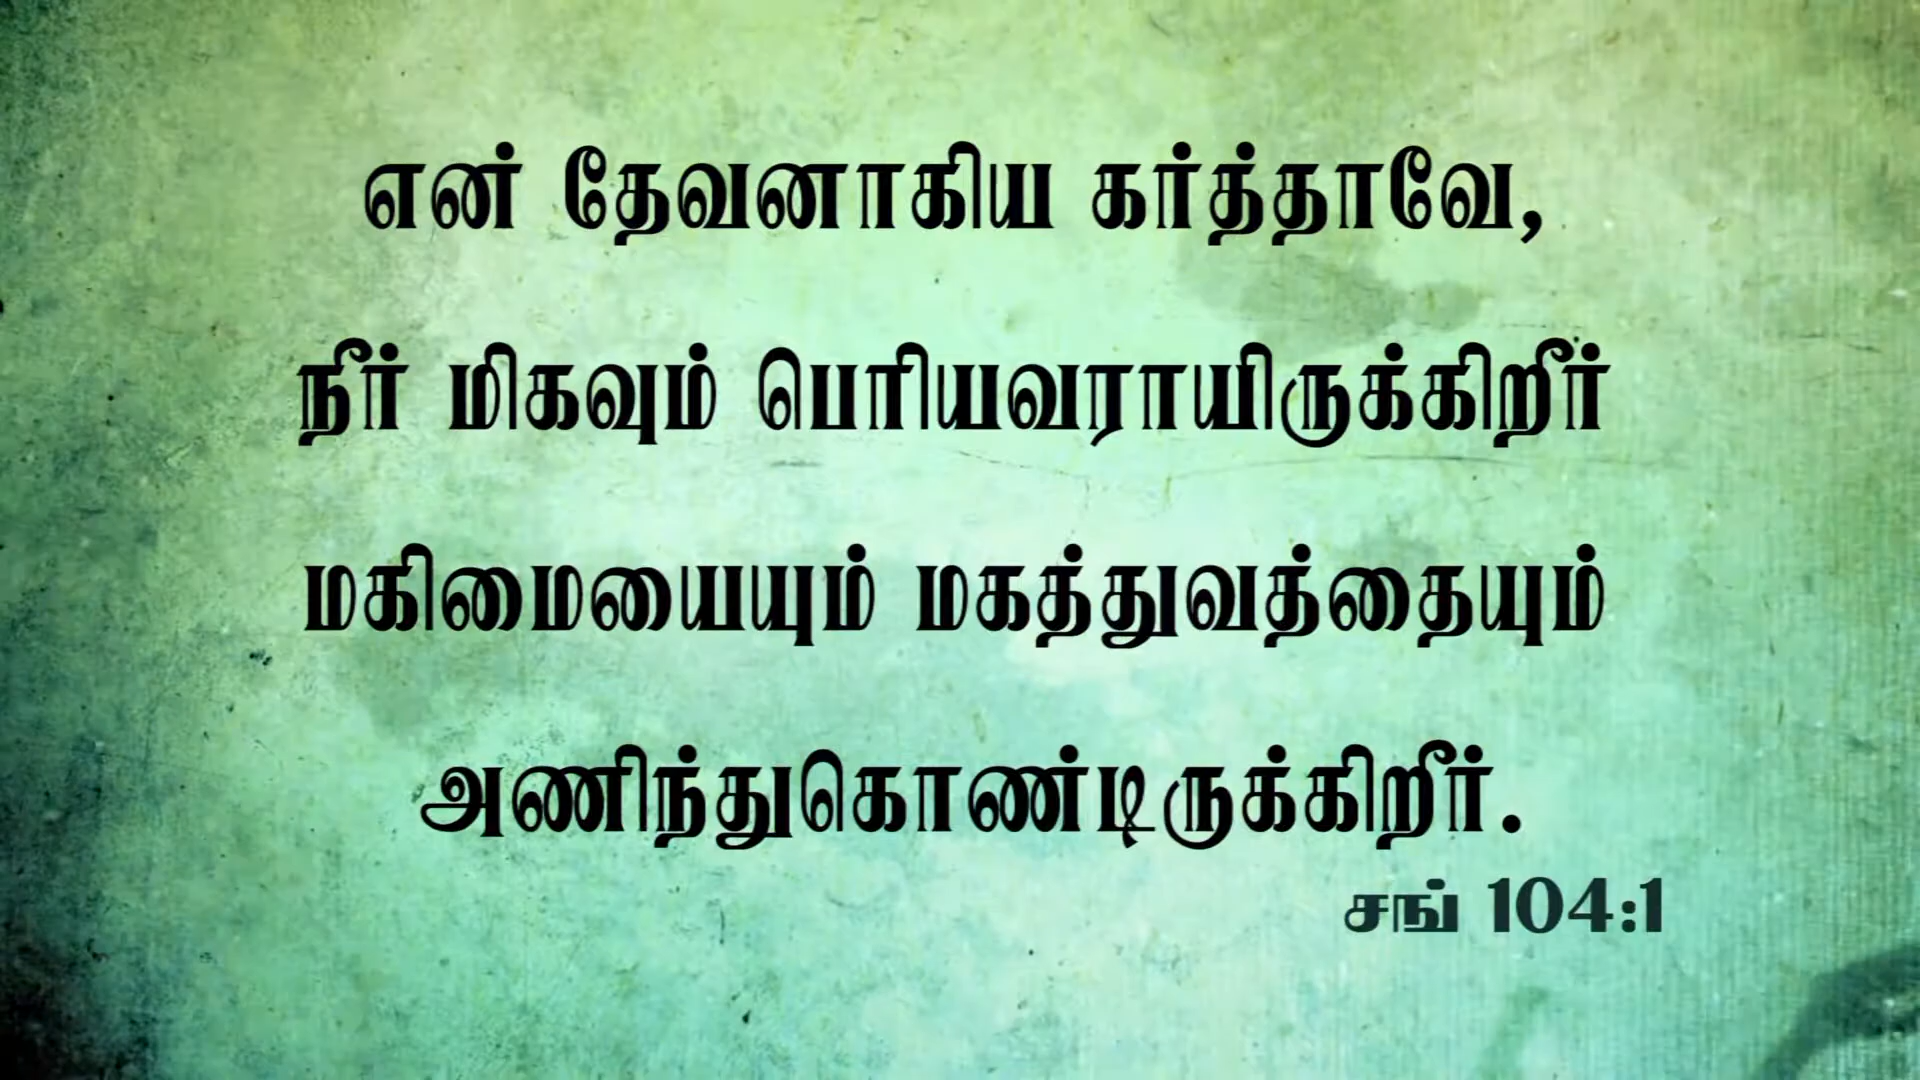 என் தேவனாகிய கர்த்தாவே,
நீர் மிகவும் பெரியவராயிருக்கிறீர்
மகிமையையும் மகத்துவத்தையும்
அணிந்துகொண்டிருக்கிறீர்.
சங் 104:1